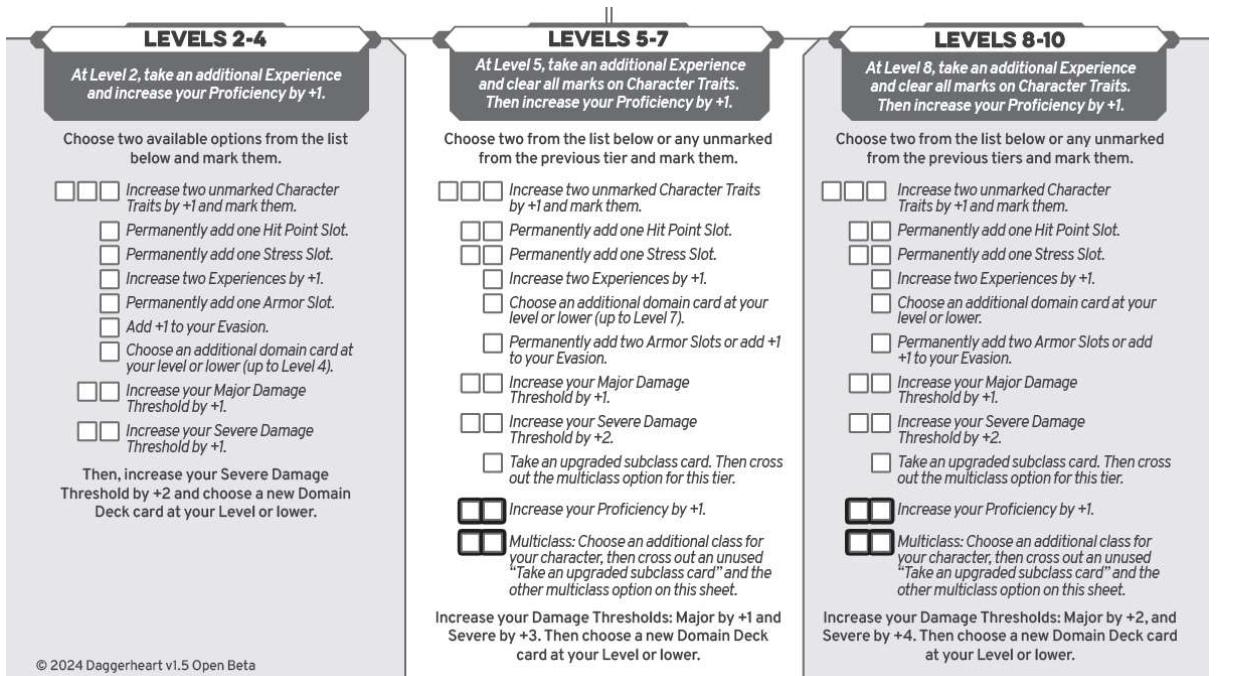 LEVELS 2-4
At Level 2, take an additional Experience
and increase your Proficiency by +1.
Choose two available options from the list
below and mark them.
Increase two unmarked Character
Traits by +1 and mark them.
Permanently add one Hit Point Slot.
Permanently add one Stress Slot.
Increase two Experiences by +1.
Permanently add one Armor Slot.
Add +1 to your Evasion.
Choose an additional domain card at
your level or lower (up to Level 4).
Increase your Major Damage
Threshold by +1.
Increase your Severe Damage
Threshold by +1.
Then, increase your Severe Damage
Threshold by +2 and choose a new Domain
Deck card at your Level or lower.
© 2024 Daggerheart v1.5 Open Beta
LEVELS 5-7
At Level 5, take an additional Experience
and clear all marks on Character Traits.
Then increase your Proficiency by +1.
Choose two from the list below or any unmarked
from the previous tier and mark them.
Increase two unmarked Character Traits
by +1 and mark them.
Permanently add one Hit Point Slot.
Permanently add one Stress Slot.
Increase two Experiences by +1.
Choose an additional domain card at your
level or lower (up to Level 7).
Permanently add two Armor Slots or add +1
to your Evasion.
Increase your Major Damage
Threshold by +1.
Increase your Severe Damage
Threshold by +2.
Take an upgraded subclass card. Then cross
out the multiclass option for this tier.
Increase your Proficiency by +1.
Multiclass: Choose an additional class for
your character, then cross out an unused
“Take an upgraded subclass card” and the
other multiclass option on this sheet.
Increase your Damage Thresholds: Major by +1 and
Severe by +3. Then choose a new Domain Deck
card at your Level or lower.
LEVELS 8-10
At Level 8, take an additional Experience
and clear all marks on Character Traits.
Then increase your Proficiency by +1.
Choose two from the list below or any unmarked
from the previous tiers and mark them.
Increase two unmarked Character
Traits by +1 and mark them.
Permanently add one Hit Point Slot.
Permanently add one Stress Slot.
Increase two Experiences by +1.
Choose an additional domain card at your
level or lower.
Permanently add two Armor Slots or add
+1 to your Evasion.
Increase your Major Damage
Threshold by +1.
Increase your Severe Damage
Threshold by +2.
Take an upgraded subclass card. Then cross
out the multiclass option for this tier.
Increase your Proficiency by +1.
Multiclass: Choose an additional class for
your character, then cross out an unused
“Take an upgraded subclass card” and the
other multiclass option on this sheet.
Increase your Damage Thresholds: Major by +2, and
Severe by +4. Then choose a new Domain Deck card
at your Level or lower.